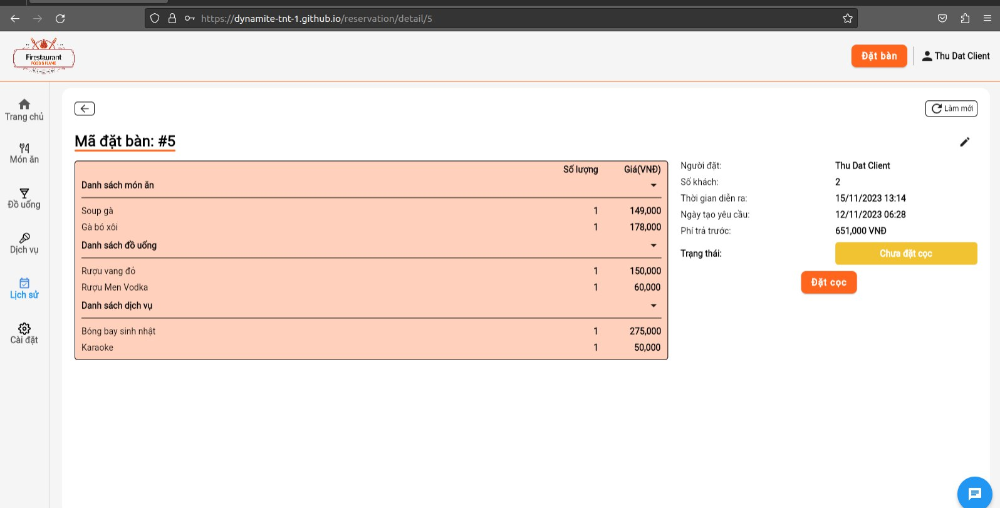 https://dynamite-tnt-1.github.io/reservation/detail/5
Firestaurant
FOOD & FLAME
Đặt bàn
Thu Dat Client
Trang chủ
Món ăn
Đồ uống
Dịch vụ
Lịch sử
Cài đặt
Làm mới
Mã đặt bàn: #5
Số lượng Giá(VNĐ)
Danh sách món ăn
Soup gà 1 149,000
Gà bó xôi 1 178,000
Danh sách đồ uống
Rượu vang đỏ 1 150,000
Rượu Men Vodka 1 60,000
Danh sách dịch vụ
Bóng bay sinh nhật 1 275,000
Karaoke 1 50,000
Người đặt: Thu Dat Client
Số khách: 2
Thời gian diễn ra: 15/11/2023 13:14
Ngày tạo yêu cầu: 12/11/2023 06:28
Phí trả trước: 651,000 VNĐ
Trạng thái: Chưa đặt cọc
Đặt cọc